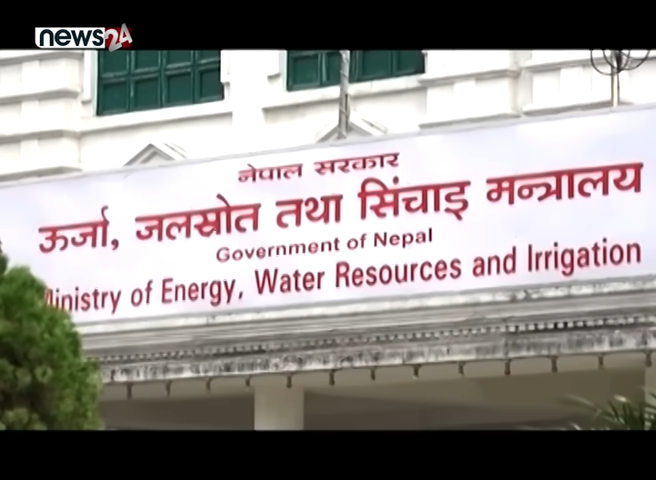 news24
नेपाल सरकार
ऊर्जा, जलस्रोत तथा सिंचाइ मन्त्रालय
Government of Nepal
Ministry of Energy, Water Resources and Irrigation